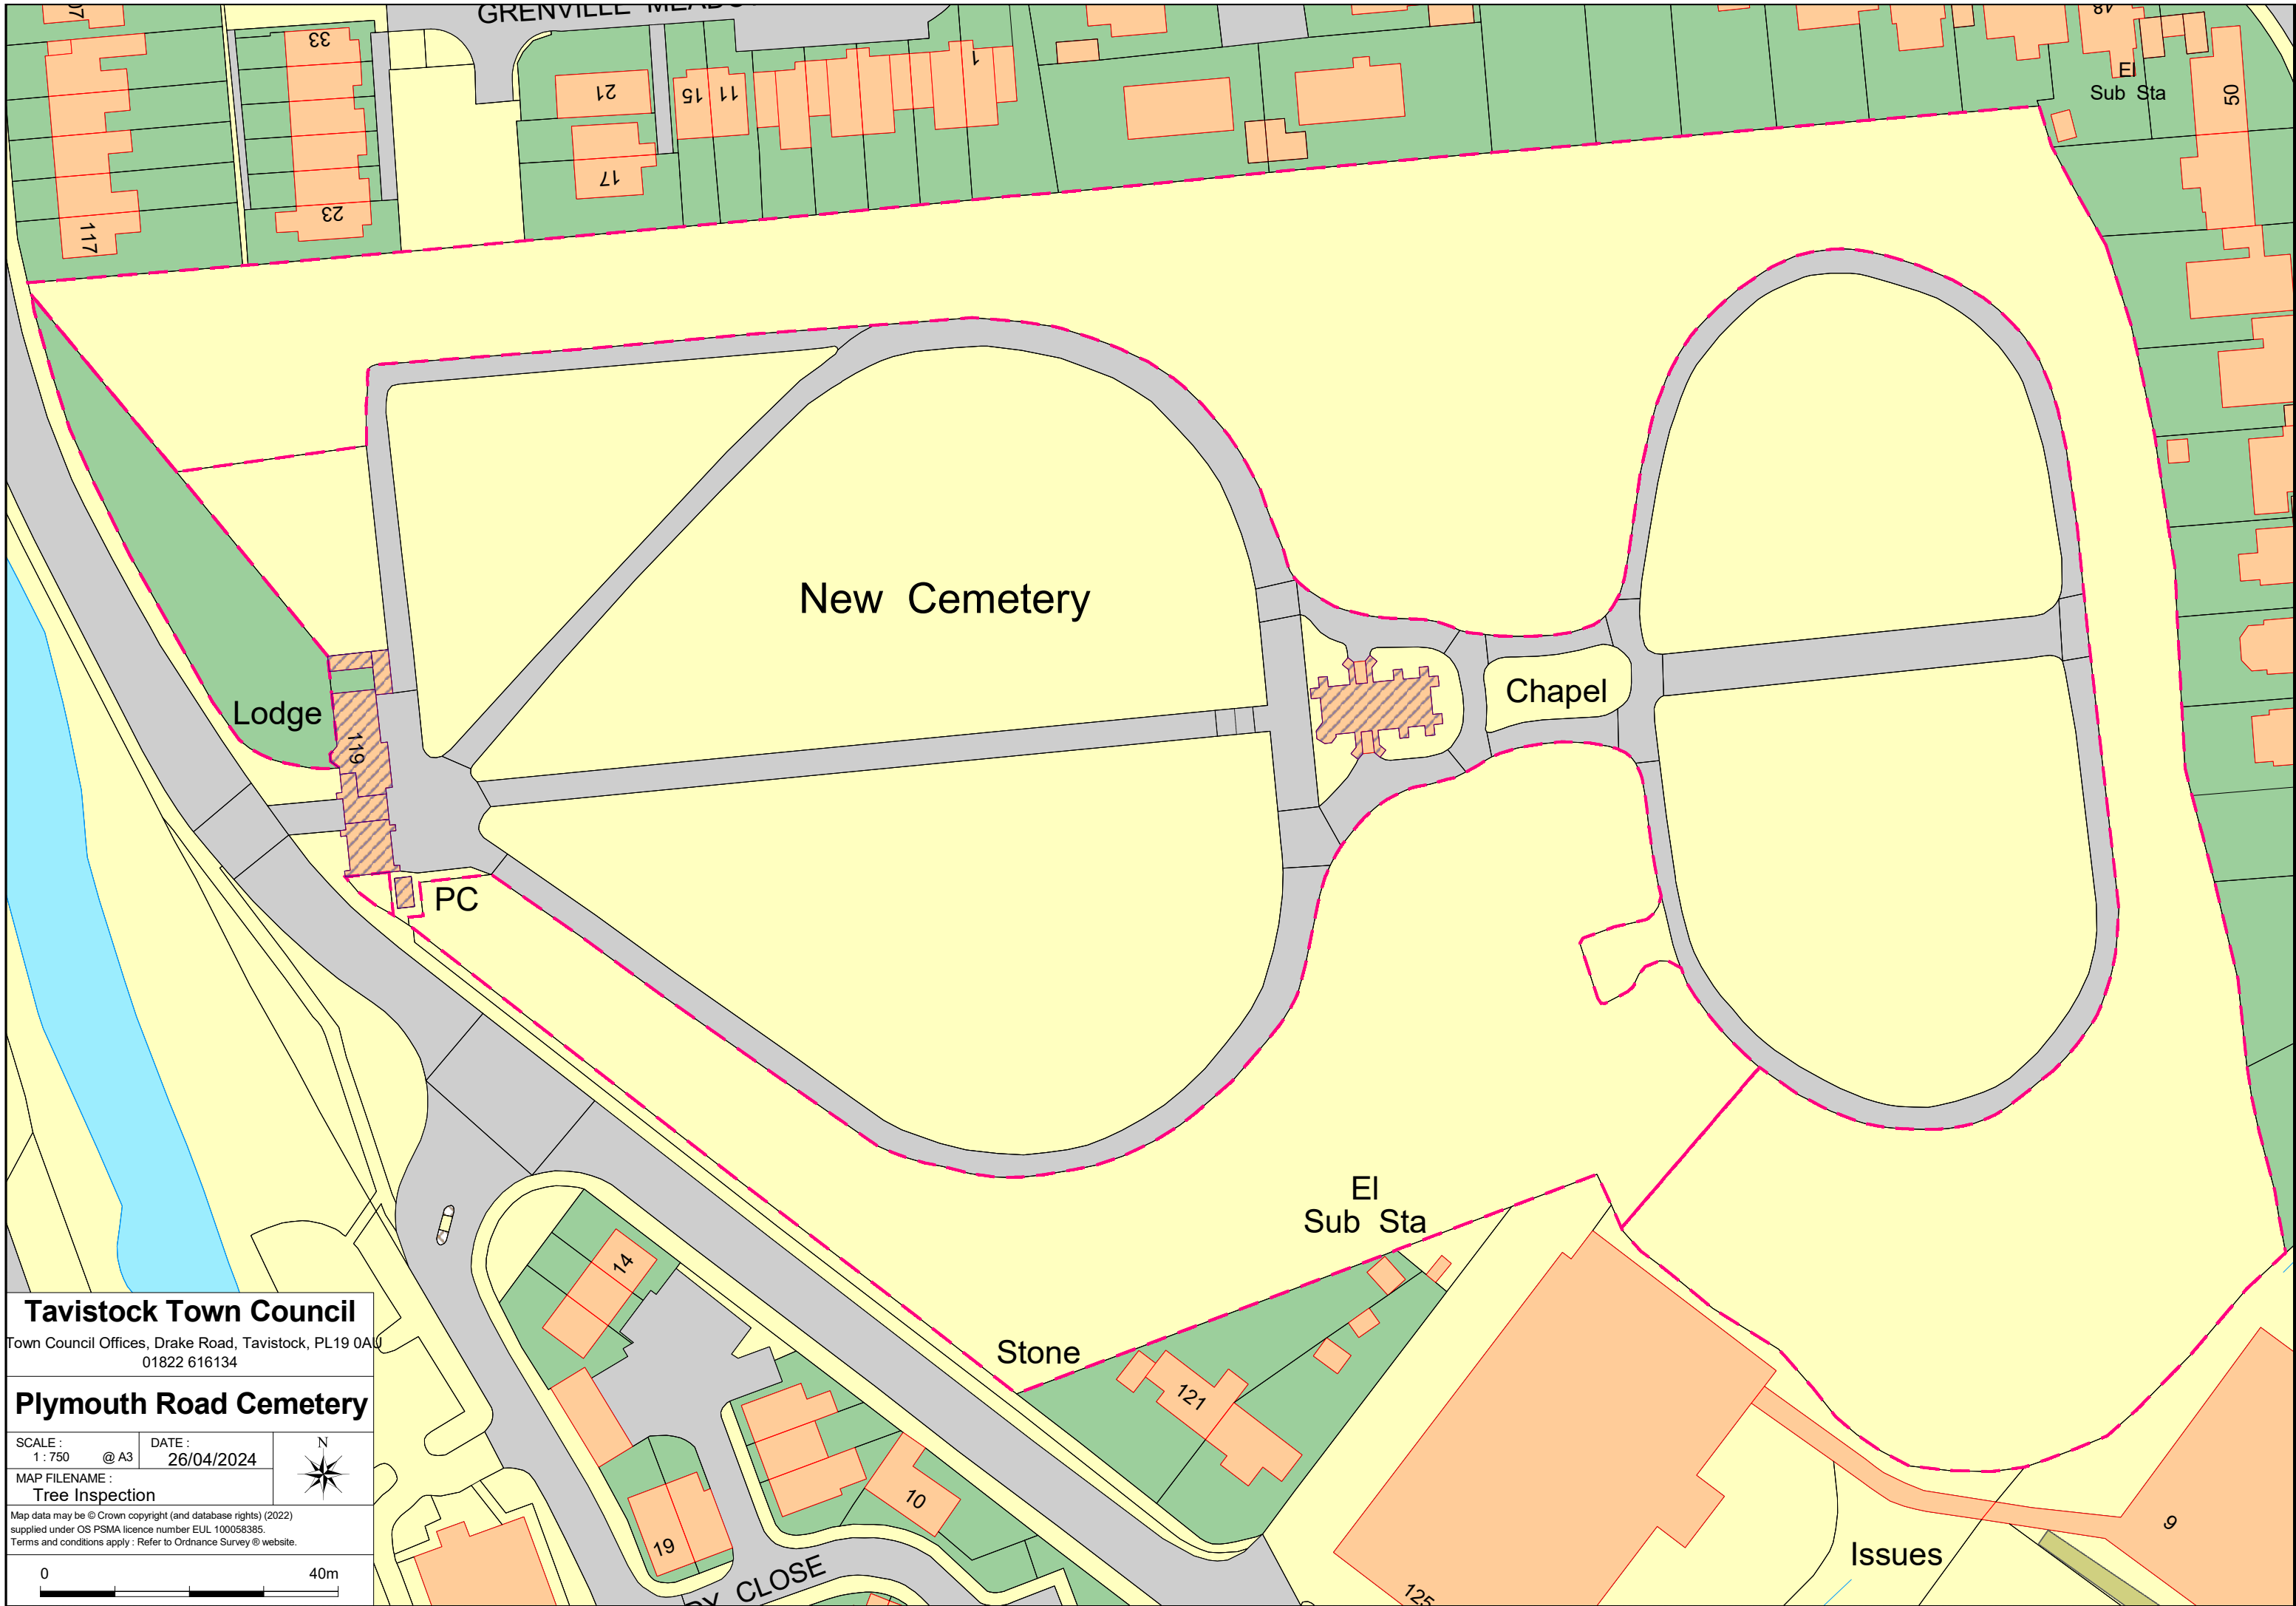 33
21
15
11
1
48
El
Sub Sta
50
17
23
117
New Cemetery
Chapel
Lodge
119
PC
El
Sub Sta
Stone
14
121
10
19
CLOSE
125
9
Issues
Tavistock Town Council
Town Council Offices, Drake Road, Tavistock, PL19 0AU
01822 616134
Plymouth Road Cemetery
SCALE :
1 : 750 @ A3
DATE :
26/04/2024
N
MAP FILENAME :
Tree Inspection
Map data may be © Crown copyright (and database rights) (2022)
supplied under OS PSMA licence number EUL 100058385.
Terms and conditions apply : Refer to Ordnance Survey ® website.
0 40m